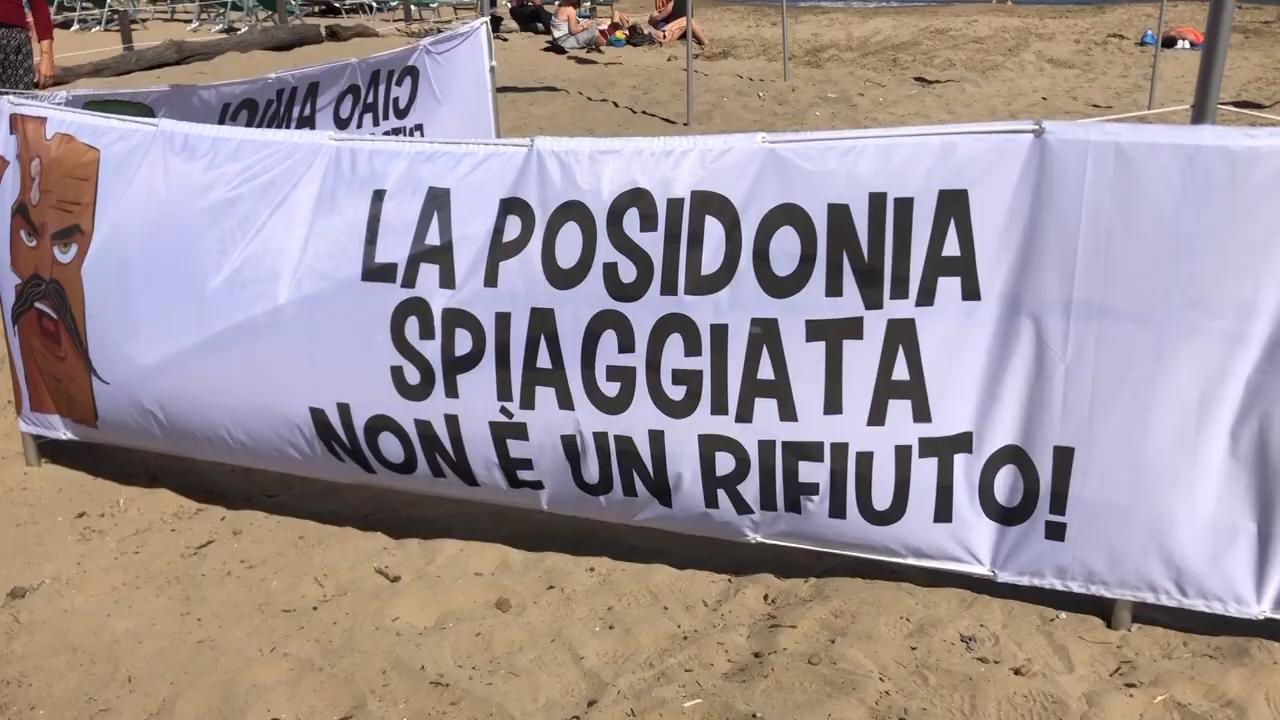 CIAO AMICI
LA POSIDONIA
SPIAGGIATA
NON È UN RIFIUTO!